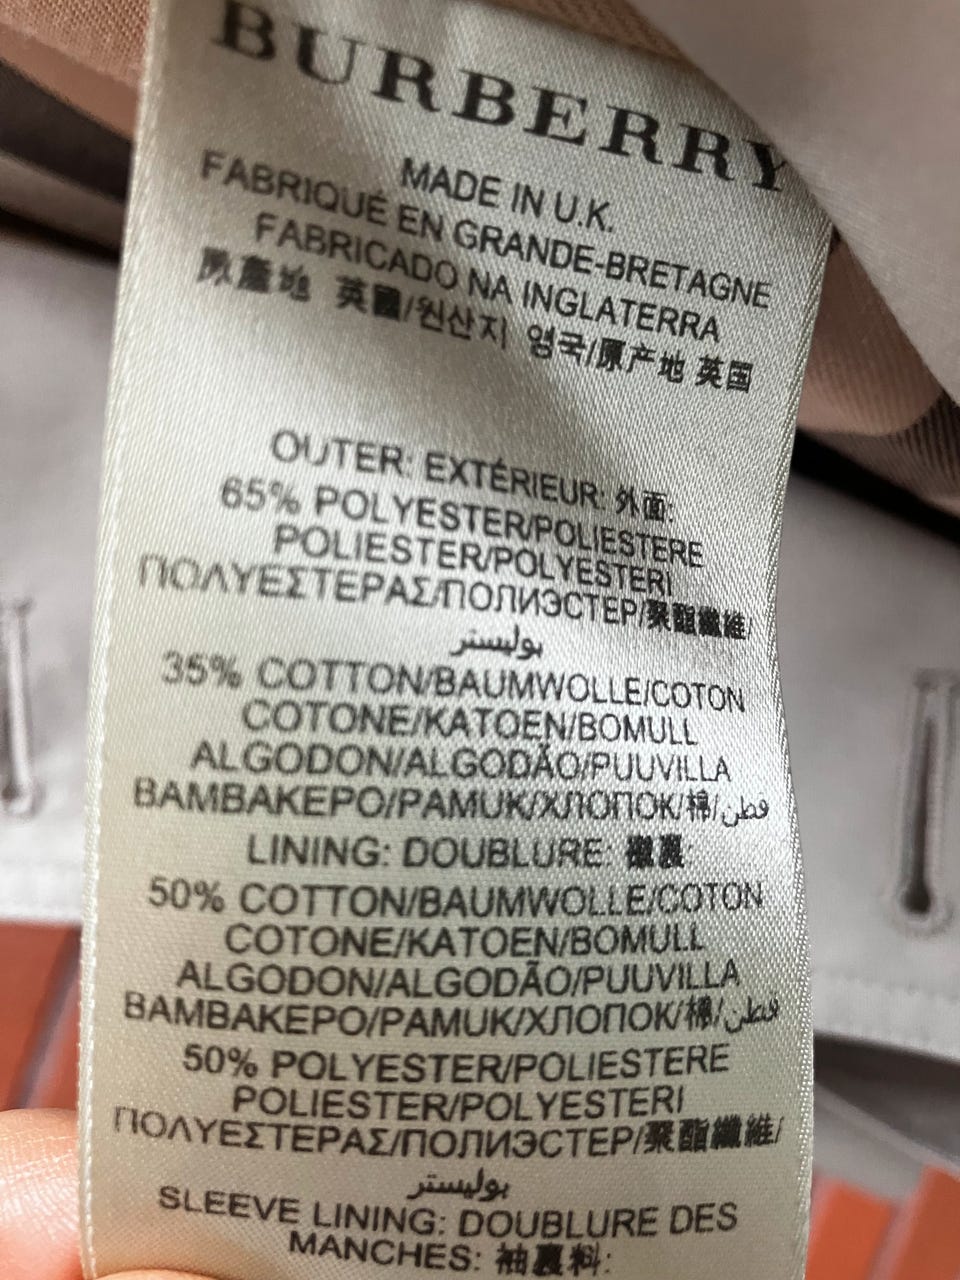 BURBERRY
MADE IN U.K.
FABRIQUÉ EN GRANDE-BRETAGNE
FABRICADO NA INGLATERRA
原產地 英國/원산지 영국/原产地 英国
OUTER: EXTÉRIEUR: 外面:
65% POLYESTER/POLIESTERE
POLIESTER/POLYESTERI
ΠΟΛΥΕΣΤΕΡΑΣ/ПОЛИЭСТЕР/聚酯纖維/
بوليستر
35% COTTON/BAUMWOLLE/COTON
COTONE/KATOEN/BOMULL
ALGODON/ALGODÃO/PUUVILLA
ΒΑΜΒΑΚΕΡΟ/PAMUK/ХЛОПОК/棉/قطن
LINING: DOUBLURE: 襯裏:
50% COTTON/BAUMWOLLE/COTON
COTONE/KATOEN/BOMULL
ALGODON/ALGODÃO/PUUVILLA
ΒΑΜΒΑΚΕΡΟ/PAMUK/ХЛОПОК/棉/قطن
50% POLYESTER/POLIESTERE
POLIESTER/POLYESTERI
ΠΟΛΥΕΣΤΕΡΑΣ/ПОЛИЭСТЕР/聚酯纖維/
بوليستر
SLEEVE LINING: DOUBLURE DES
MANCHES: 袖裏料: